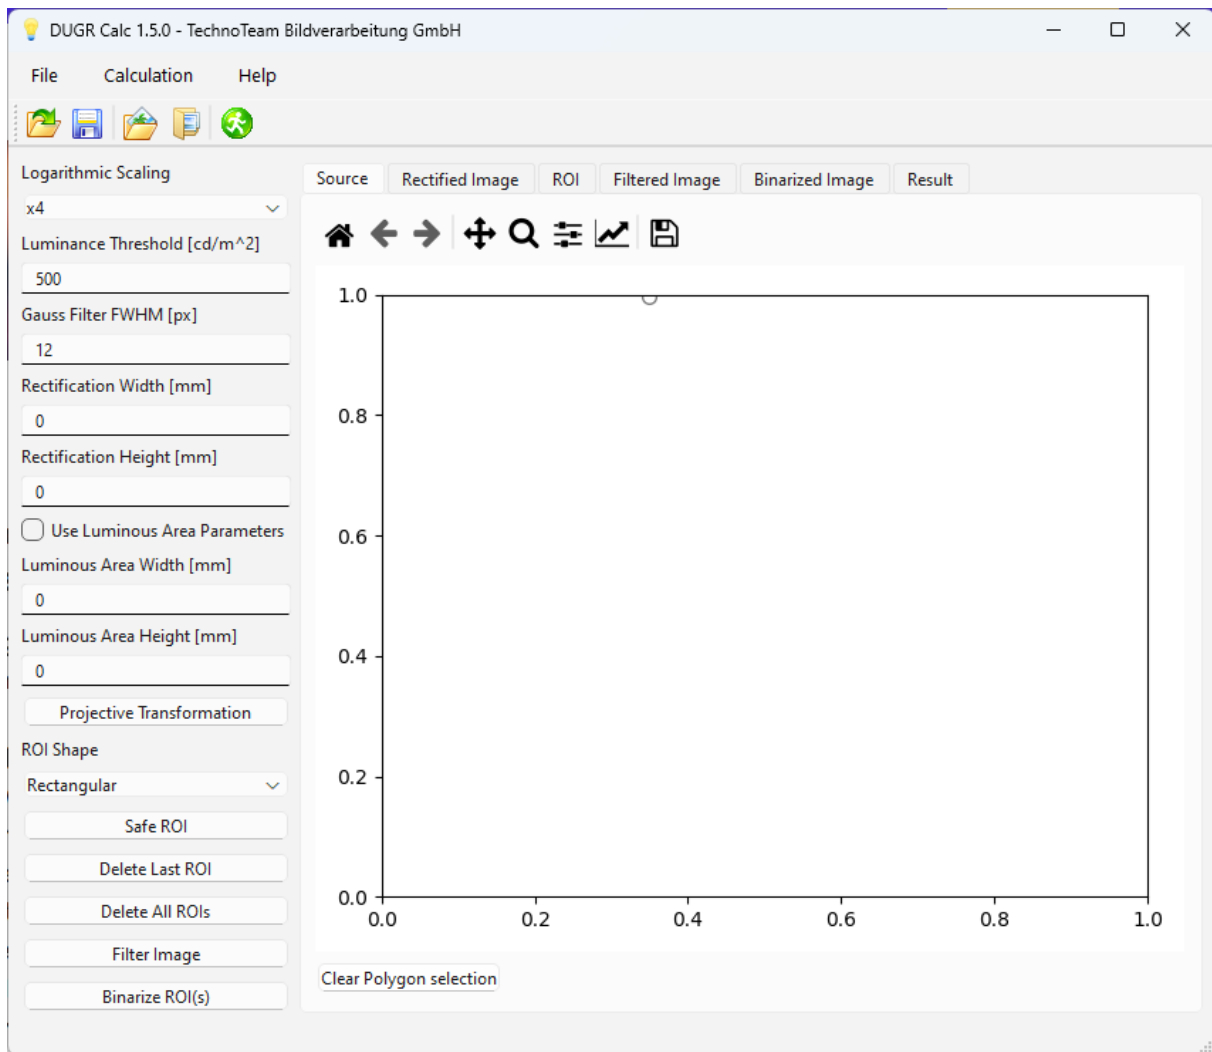 DUGR Calc 1.5.0 - TechnoTeam Bildverarbeitung GmbH
File Calculation Help
Logarithmic Scaling
x4
Luminance Threshold [cd/m^2]
500
Gauss Filter FWHM [px]
12
Rectification Width [mm]
0
Rectification Height [mm]
0
Use Luminous Area Parameters
Luminous Area Width [mm]
0
Luminous Area Height [mm]
0
Projective Transformation
ROI Shape
Rectangular
Safe ROI
Delete Last ROI
Delete All ROIs
Filter Image
Binarize ROI(s)
Source Rectified Image ROI Filtered Image Binarized Image Result
1.0
0.8
0.6
0.4
0.2
0.0
0.0 0.2 0.4 0.6 0.8 1.0
Clear Polygon selection